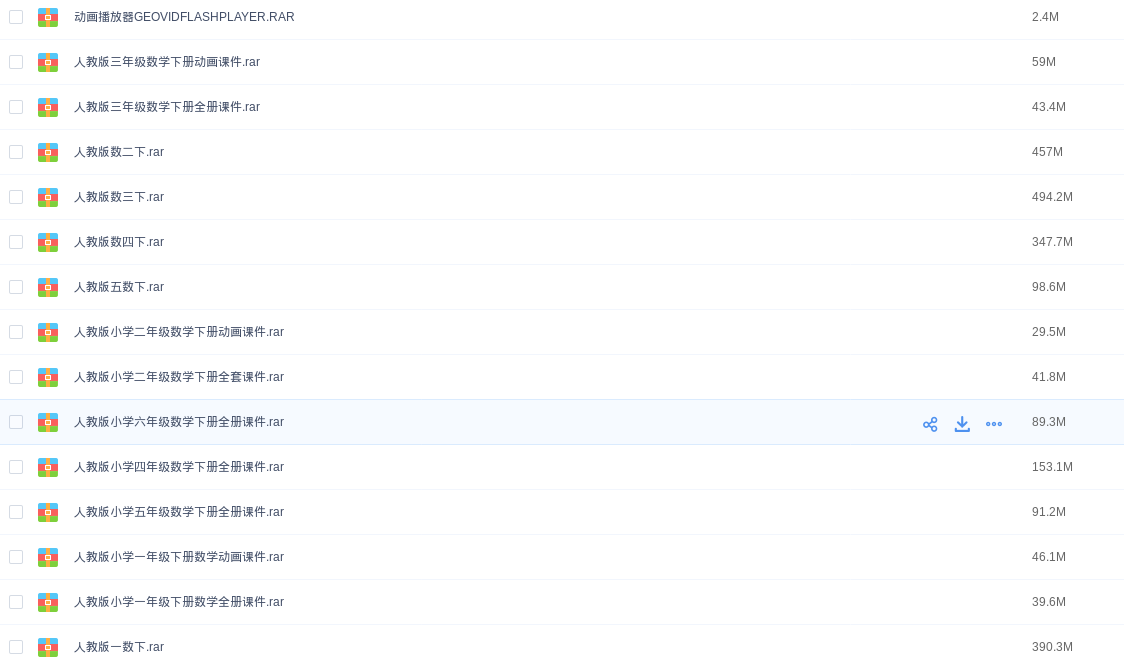 动画播放器GEOVIDFLASHPLAYER.RAR 2.4M
人教版三年级数学下册动画课件.rar 59M
人教版三年级数学下册全册课件.rar 43.4M
人教版数二下.rar 457M
人教版数三下.rar 494.2M
人教版数四下.rar 347.7M
人教版五数下.rar 98.6M
人教版小学二年级数学下册动画课件.rar 29.5M
人教版小学二年级数学下册全套课件.rar 41.8M
人教版小学六年级数学下册全册课件.rar 89.3M
人教版小学四年级数学下册全册课件.rar 153.1M
人教版小学五年级数学下册全册课件.rar 91.2M
人教版小学一年级下册数学动画课件.rar 46.1M
人教版小学一年级下册数学全册课件.rar 39.6M
人教版一数下.rar 390.3M